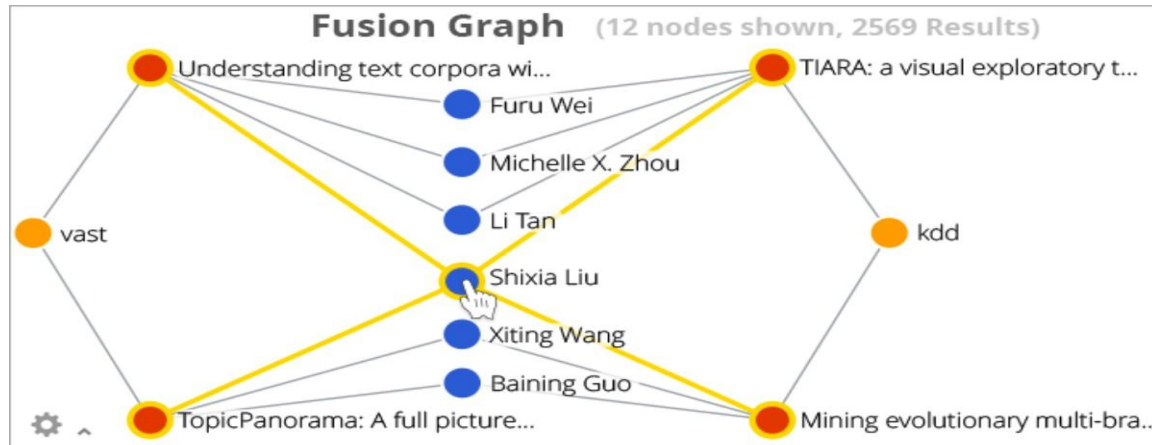 Fusion Graph (12 nodes shown, 2569 Results)
Understanding text corpora wi...
TIARA: a visual exploratory t...
Furu Wei
Michelle X. Zhou
Li Tan
vast
kdd
Shixia Liu
Xiting Wang
Baining Guo
TopicPanorama: A full picture...
Mining evolutionary multi-bra...